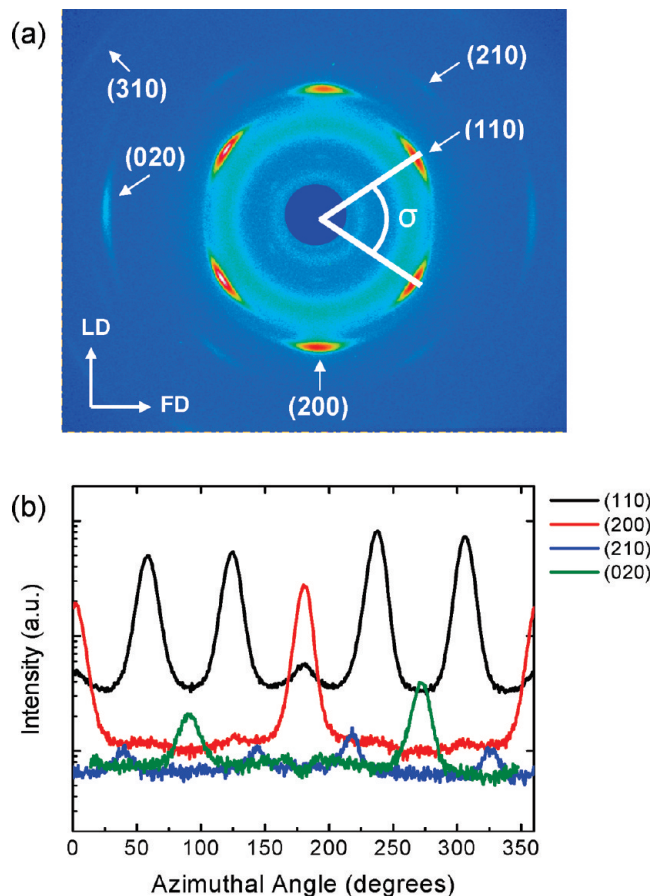 (a)
(210)
(310)
(110)
(020)
σ
LD
FD
(200)
(b)
(110)
(200)
(210)
(020)
Intensity (a.u.)
0 50 100 150 200 250 300 350
Azimuthal Angle (degrees)